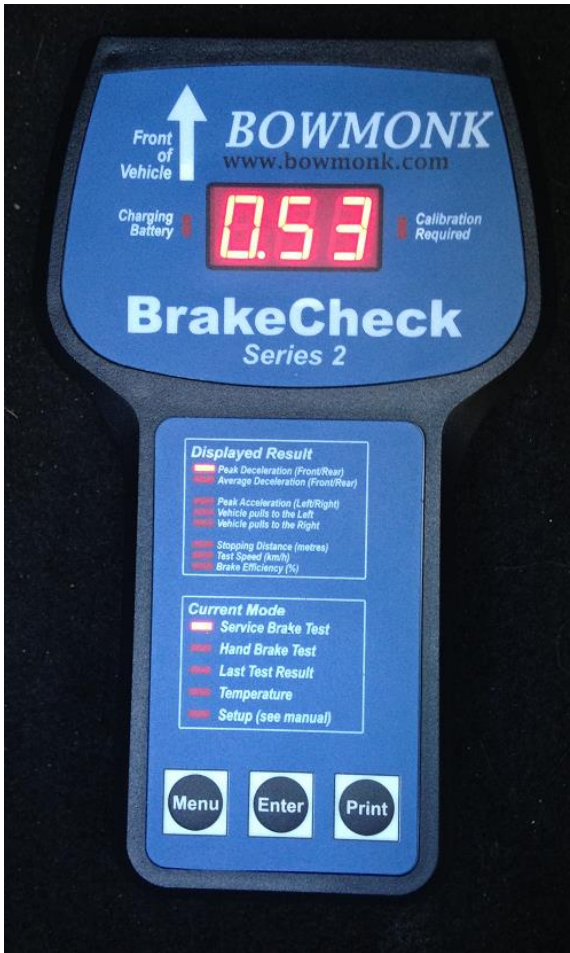 Front
of
Vehicle
BOWMONK
www.bowmonk.com
Charging
Battery
0.53
Calibration
Required
BrakeCheck
Series 2
Displayed Result
Peak Deceleration (Front/Rear)
Average Deceleration (Front/Rear)
Peak Acceleration (Left/Right)
Vehicle pulls to the Left
Vehicle pulls to the Right
Stopping Distance (metres)
Test Speed (km/h)
Brake Efficiency (%)
Current Mode
Service Brake Test
Hand Brake Test
Last Test Result
Temperature
Setup (see manual)
Menu
Enter
Print